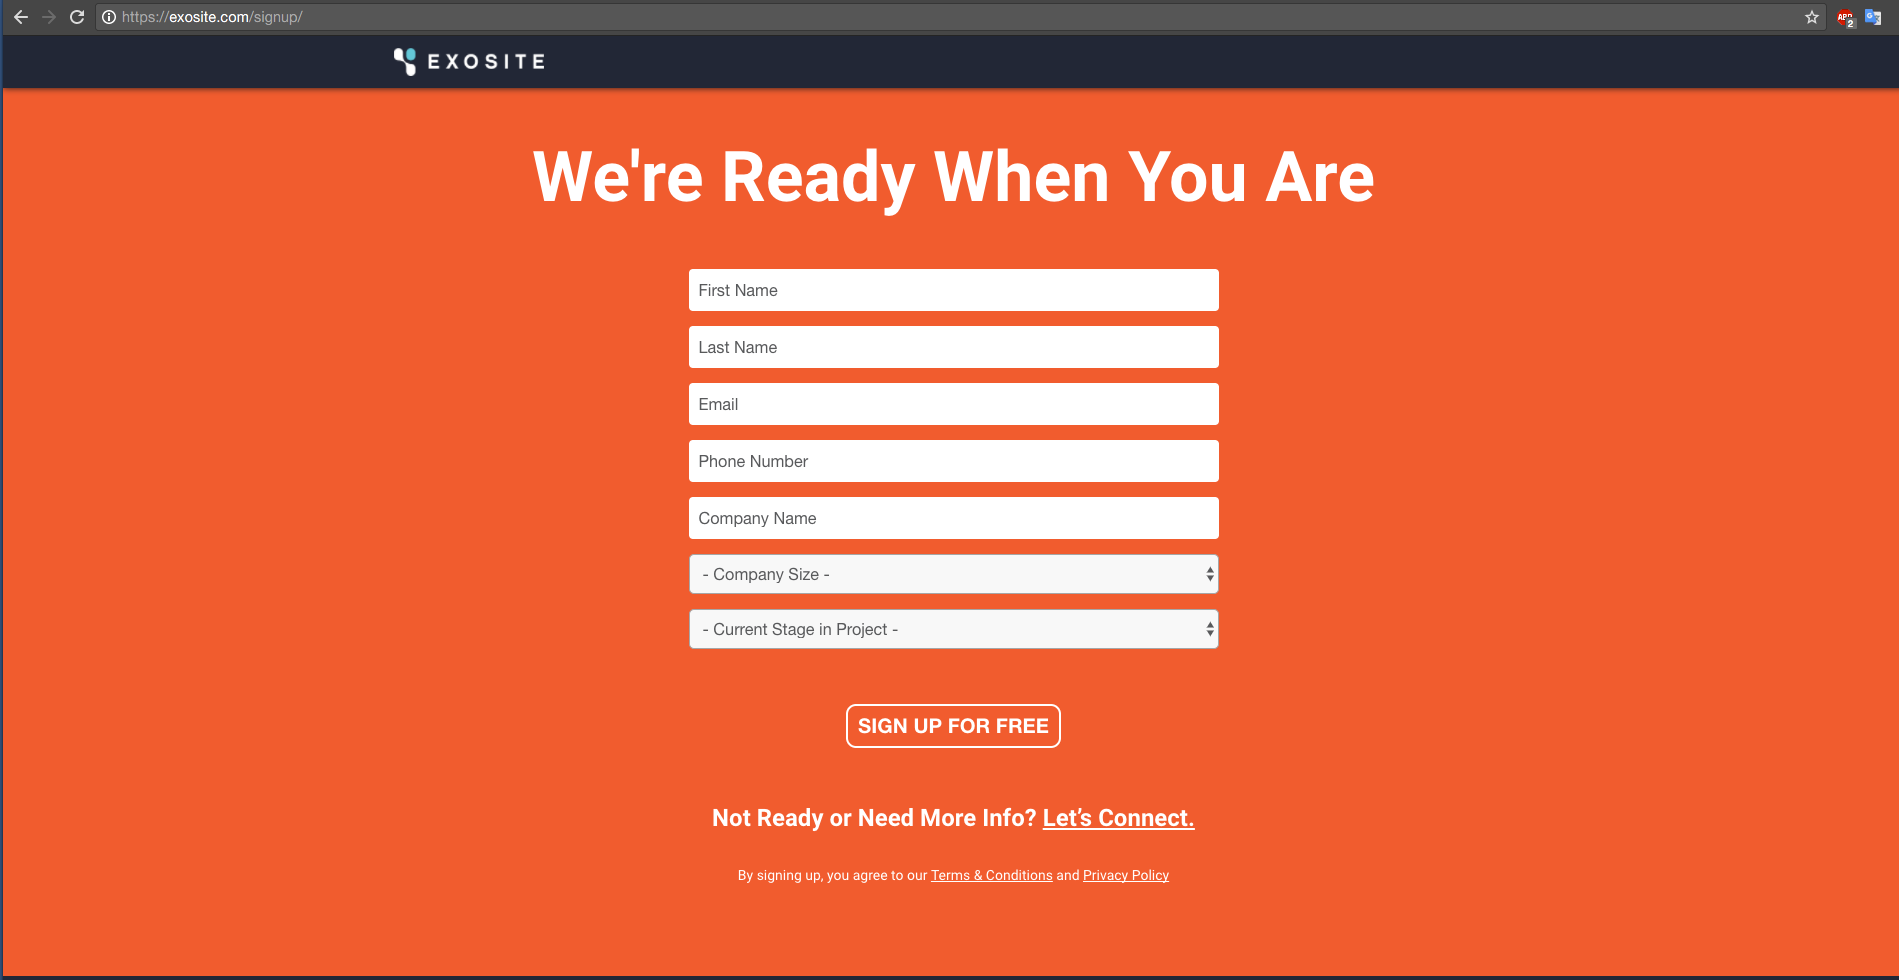 https://exosite.com/signup/
ABP
2
G
EXOSITE
We're Ready When You Are
First Name
Last Name
Email
Phone Number
Company Name
- Company Size -
- Current Stage in Project -
SIGN UP FOR FREE
Not Ready or Need More Info? Let’s Connect.
By signing up, you agree to our Terms & Conditions and Privacy Policy